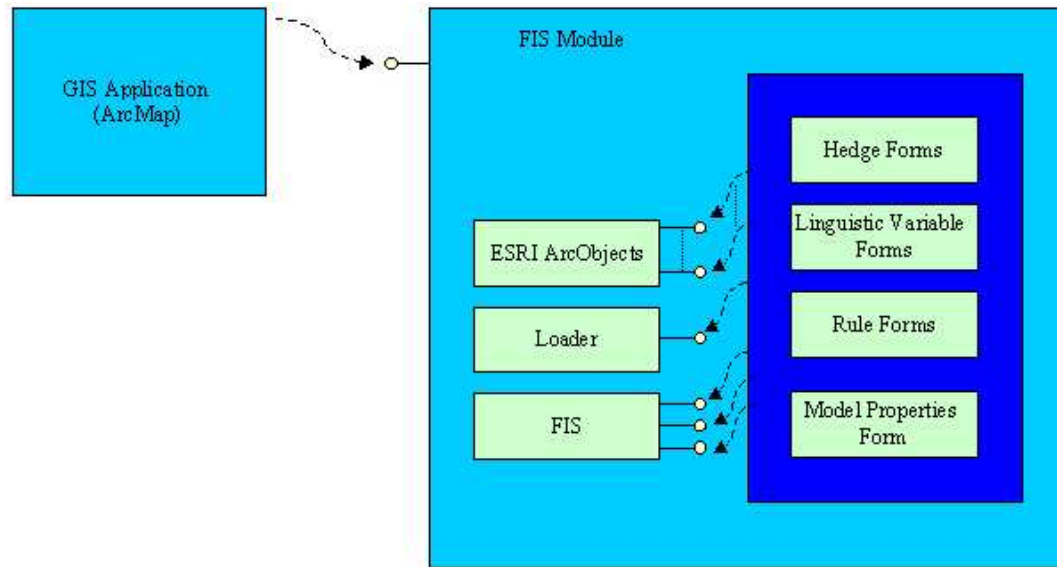 GIS Application
(ArcMap)
FIS Module
Hedge Forms
Linguistic Variable
Forms
ESRI ArcObjects
Rule Forms
Loader
Model Properties
Form
FIS